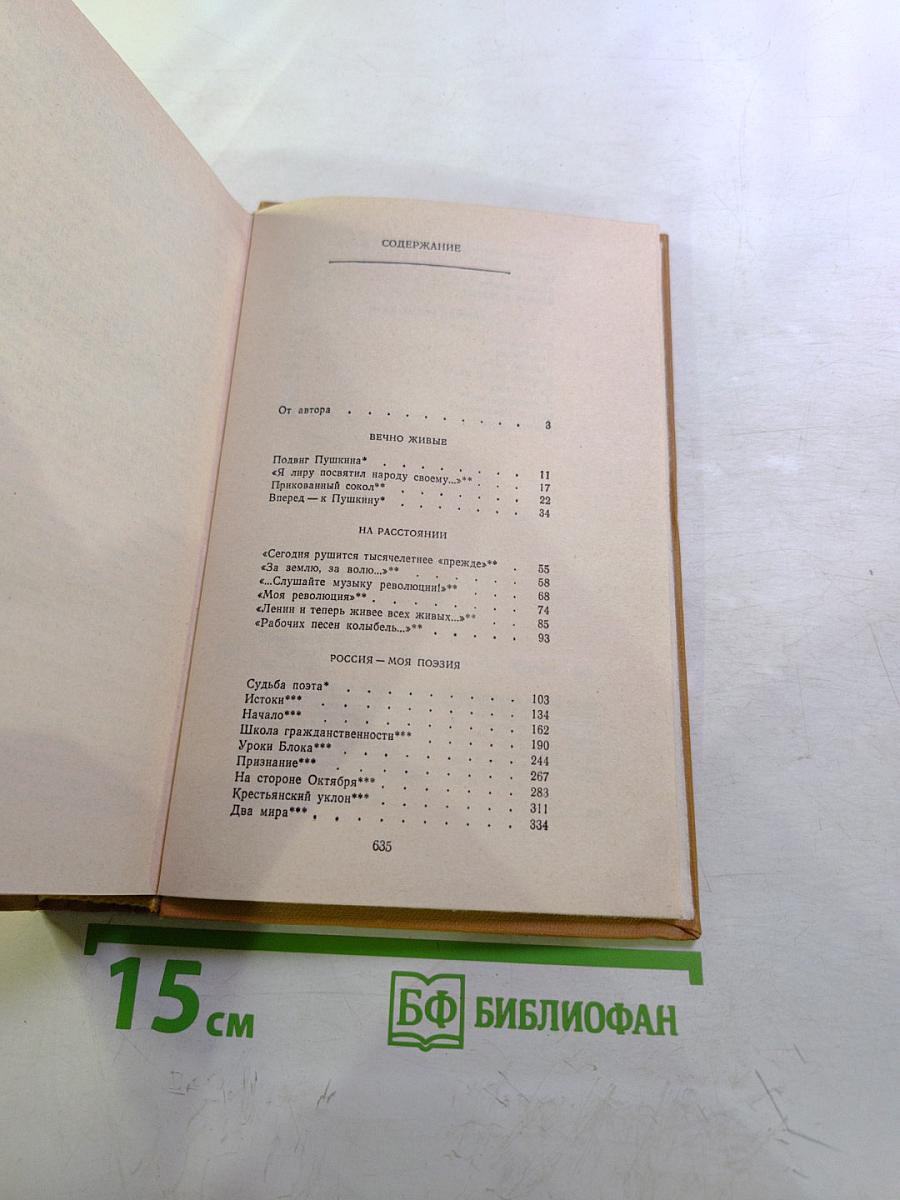 СОДЕРЖАНИЕ
От автора . . . . . . . . . . 3
ВЕЧНО ЖИВЫЕ
Подвиг Пушкина* . . . . . . . . 11
«Я лиру посвятил народу своему...»** . . . 17
Прикованный сокол** . . . . . . . 22
Вперед — к Пушкину* . . . . . . . 34
НА РАССТОЯНИИ
«Сегодня рушится тысячелетнее «прежде»** . 55
«За землю, за волю...»** . . . . . . 58
«...Слушайте музыку революции!»** . . . 68
«Моя революция»** . . . . . . . . 74
«Ленин и теперь живее всех живых...»** . . . 85
«Рабочих песен колыбель...»** . . . . . 93
РОССИЯ — МОЯ ПОЭЗИЯ
Судьба поэта* . . . . . . . . . 103
Истоки*** . . . . . . . . . . 134
Начало*** . . . . . . . . . . 162
Школа гражданственности*** . . . . . 190
Уроки Блока*** . . . . . . . . . 244
Признание*** . . . . . . . . . 267
На стороне Октября*** . . . . . . . 283
Крестьянский уклон*** . . . . . . . 311
Два мира*** . . . . . . . . . . 334
635
15 см
БФ БИБЛИОФАН